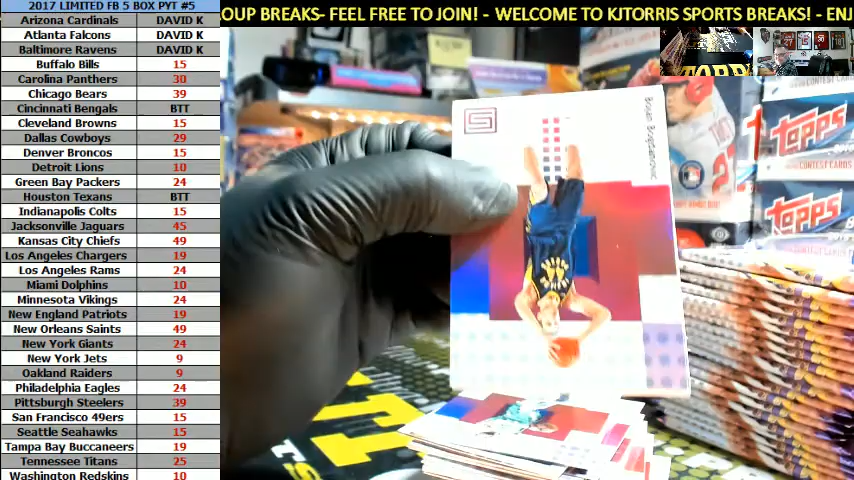 2017 LIMITED FB 5 BOX PYT #5
Arizona Cardinals DAVID K
Atlanta Falcons DAVID K
Baltimore Ravens DAVID K
Buffalo Bills 15
Carolina Panthers 30
Chicago Bears 39
Cincinnati Bengals BTT
Cleveland Browns 15
Dallas Cowboys 29
Denver Broncos 15
Detroit Lions 10
Green Bay Packers 24
Houston Texans BTT
Indianapolis Colts 15
Jacksonville Jaguars 45
Kansas City Chiefs 49
Los Angeles Chargers 19
Los Angeles Rams 24
Miami Dolphins 10
Minnesota Vikings 24
New England Patriots 19
New Orleans Saints 49
New York Giants 24
New York Jets 9
Oakland Raiders 9
Philadelphia Eagles 24
Pittsburgh Steelers 39
San Francisco 49ers 15
Seattle Seahawks 15
Tampa Bay Buccaneers 19
Tennessee Titans 25
Washington Redskins 10
OUP BREAKS- FEEL FREE TO JOIN! - WELCOME TO KJTORRIS SPORTS BREAKS! - ENJ
Bojan Bogdanovic
topps
CONTEST CARDS
topps